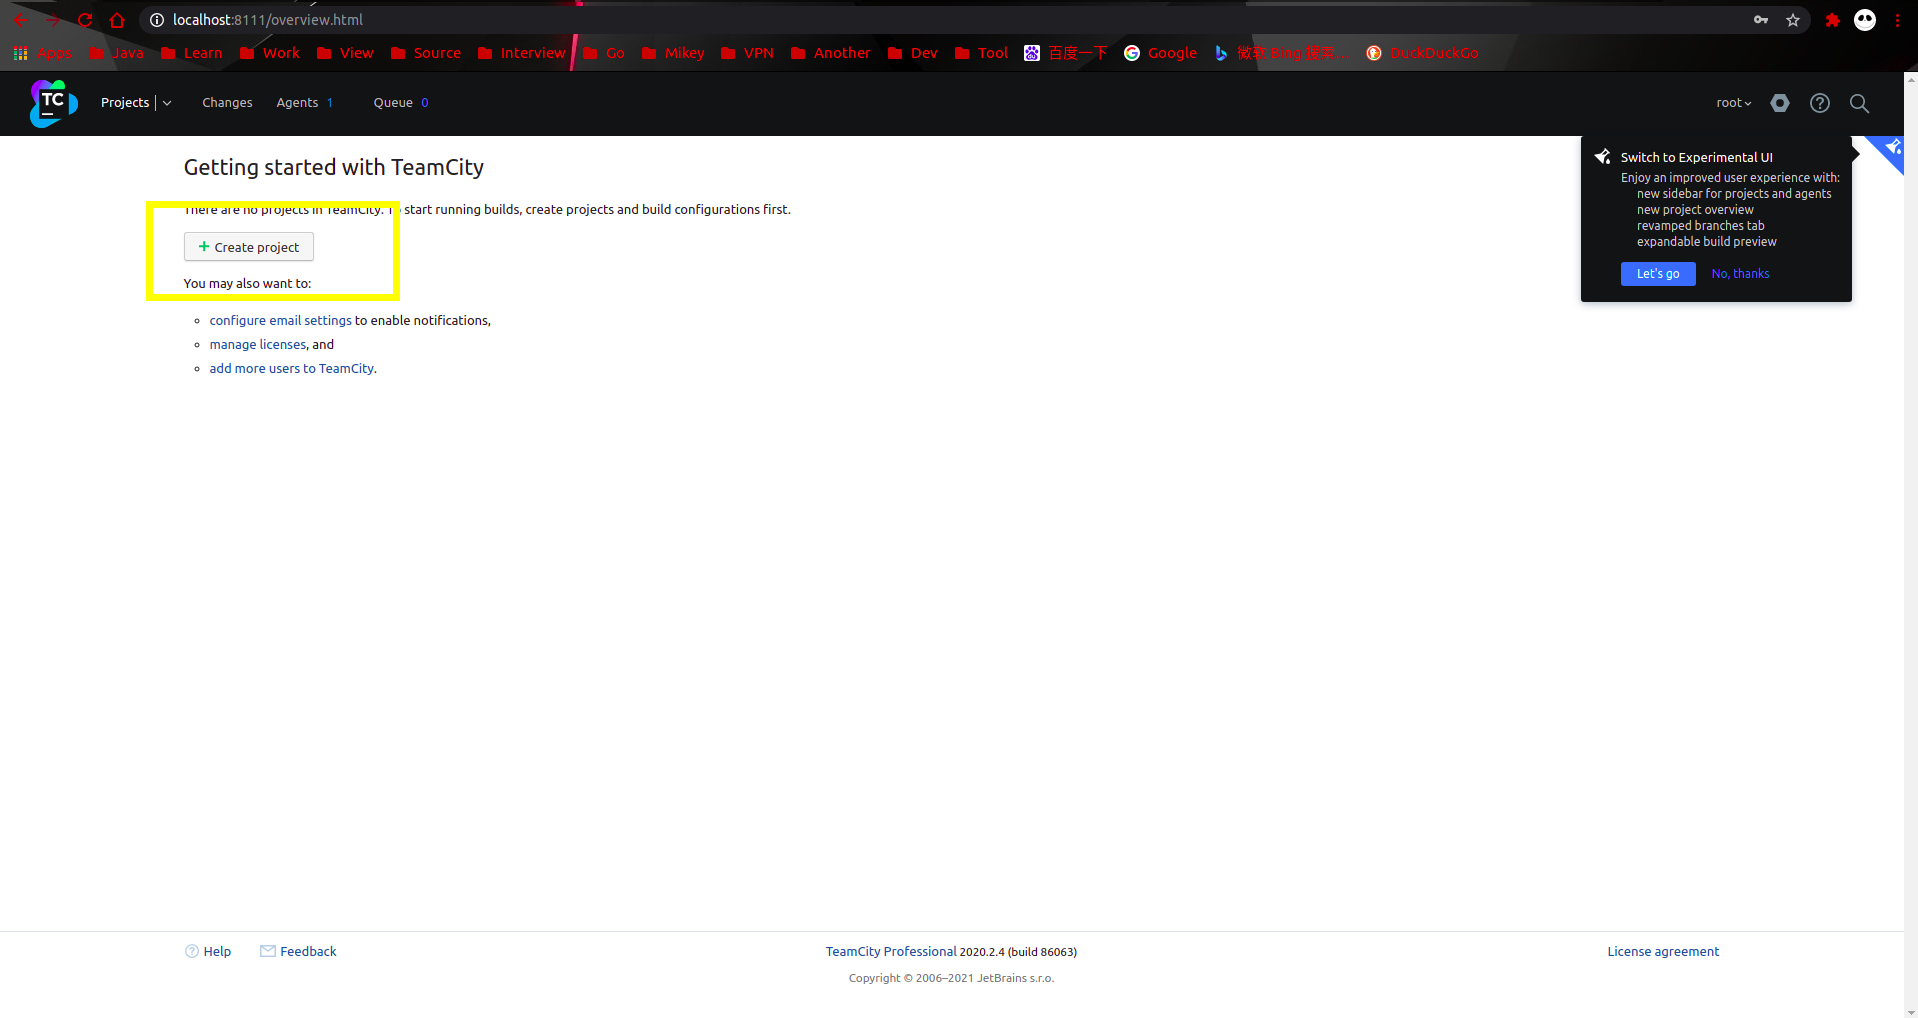 localhost:8111/overview.html
Apps Java Learn Work View Source Interview Go Mikey VPN Another Dev Tool 百度一下 Google 微软 Bing 搜索... DuckDuckGo
TC Projects Changes Agents 1 Queue 0 root
Getting started with TeamCity
There are no projects in TeamCity. To start running builds, create projects and build configurations first.
Create project
You may also want to:
configure email settings to enable notifications,
manage licenses, and
add more users to TeamCity.
Switch to Experimental UI
Enjoy an improved user experience with:
new sidebar for projects and agents
new project overview
revamped branches tab
expandable build preview
Let's go No, thanks
Help Feedback TeamCity Professional 2020.2.4 (build 86063) License agreement
Copyright © 2006–2021 JetBrains s.r.o.